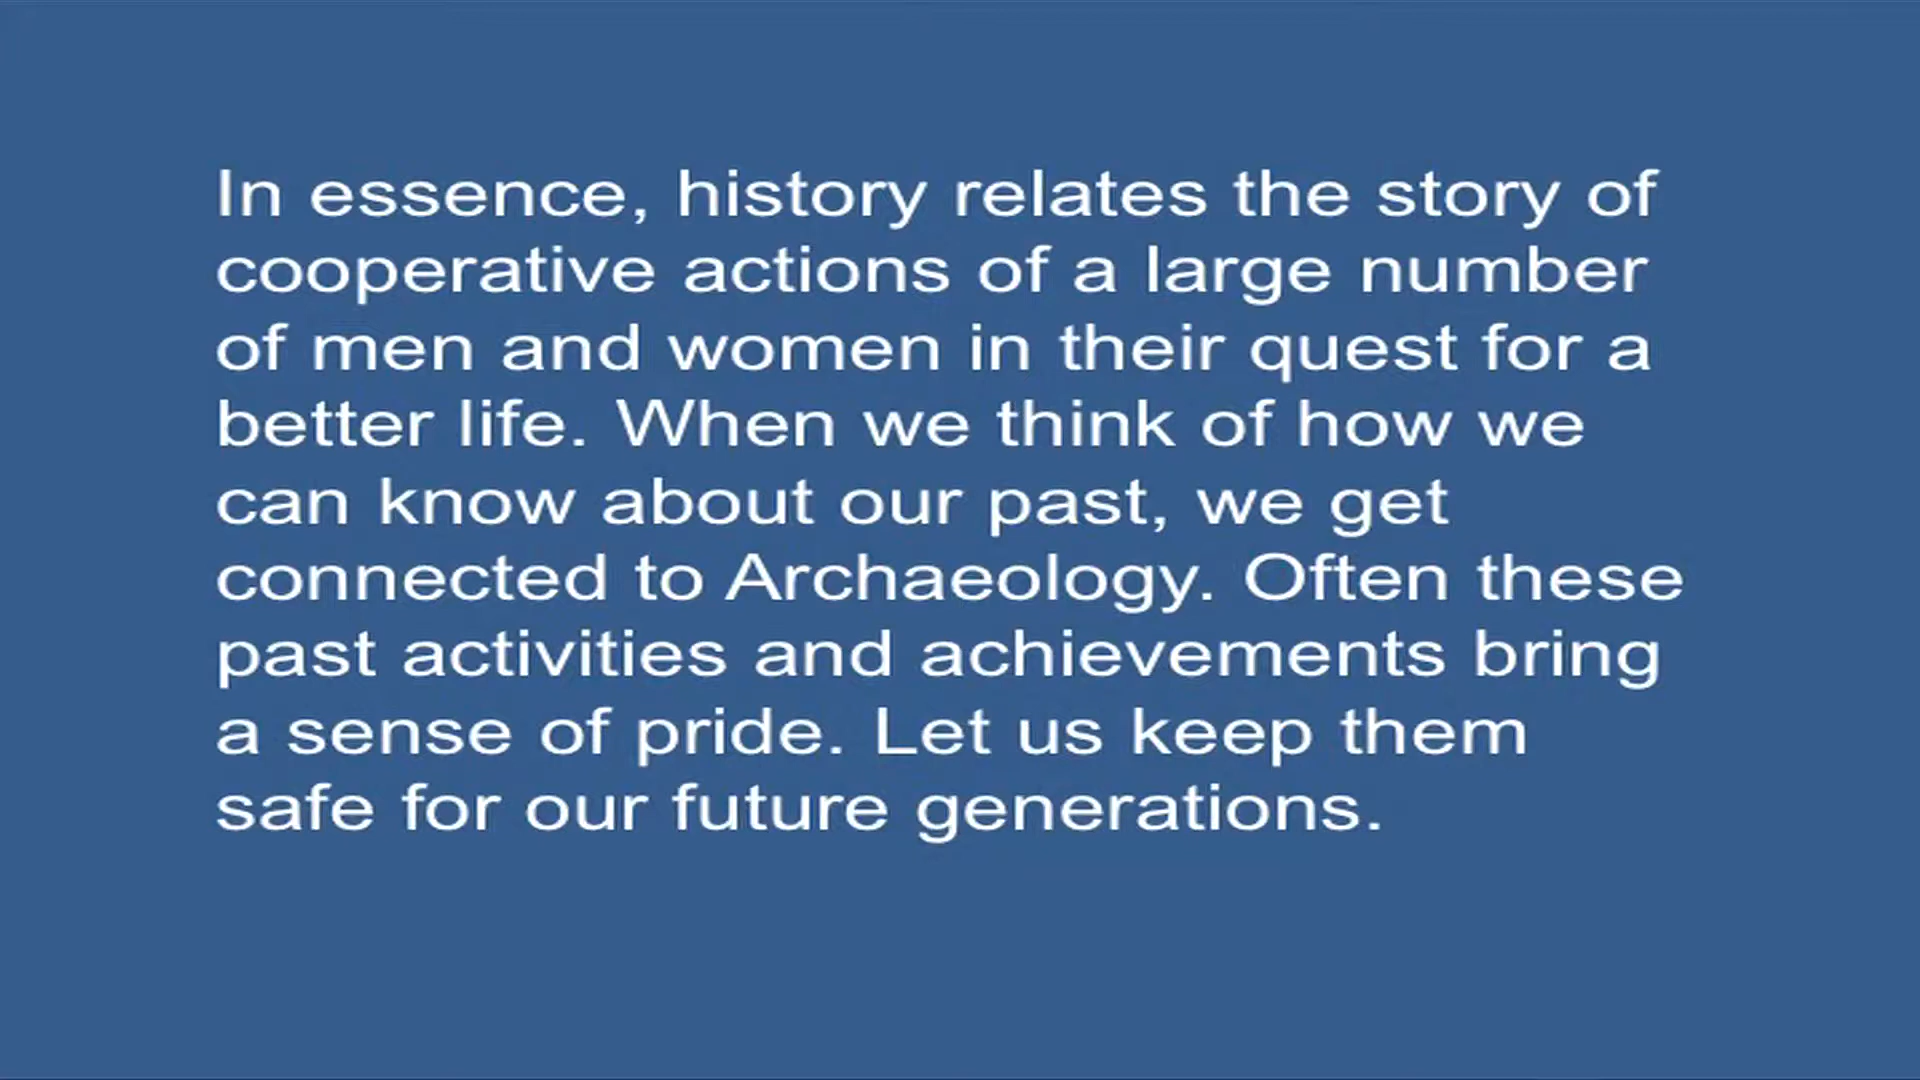 In essence, history relates the story of
cooperative actions of a large number
of men and women in their quest for a
better life. When we think of how we
can know about our past, we get
connected to Archaeology. Often these
past activities and achievements bring
a sense of pride. Let us keep them
safe for our future generations.